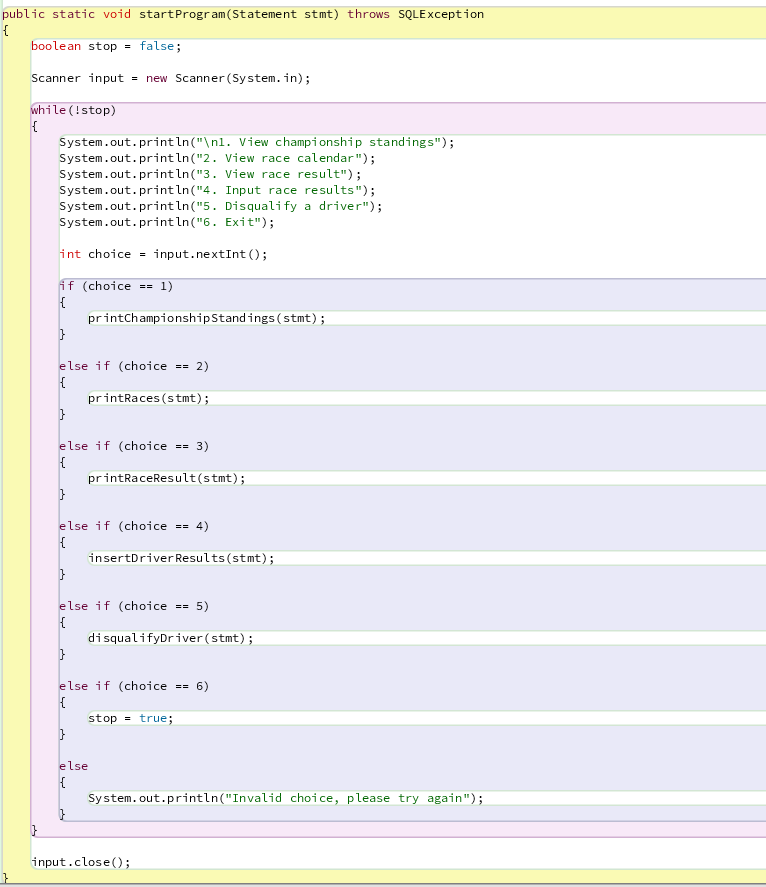 public static void startProgram(Statement stmt) throws SQLException
{
    boolean stop = false;

    Scanner input = new Scanner(System.in);

    while(!stop)
    {
        System.out.println("\n1. View championship standings");
        System.out.println("2. View race calendar");
        System.out.println("3. View race result");
        System.out.println("4. Input race results");
        System.out.println("5. Disqualify a driver");
        System.out.println("6. Exit");

        int choice = input.nextInt();

        if (choice == 1)
        {
            printChampionshipStandings(stmt);
        }

        else if (choice == 2)
        {
            printRaces(stmt);
        }

        else if (choice == 3)
        {
            printRaceResult(stmt);
        }

        else if (choice == 4)
        {
            insertDriverResults(stmt);
        }

        else if (choice == 5)
        {
            disqualifyDriver(stmt);
        }

        else if (choice == 6)
        {
            stop = true;
        }

        else
        {
            System.out.println("Invalid choice, please try again");
        }
    }

    input.close();
}